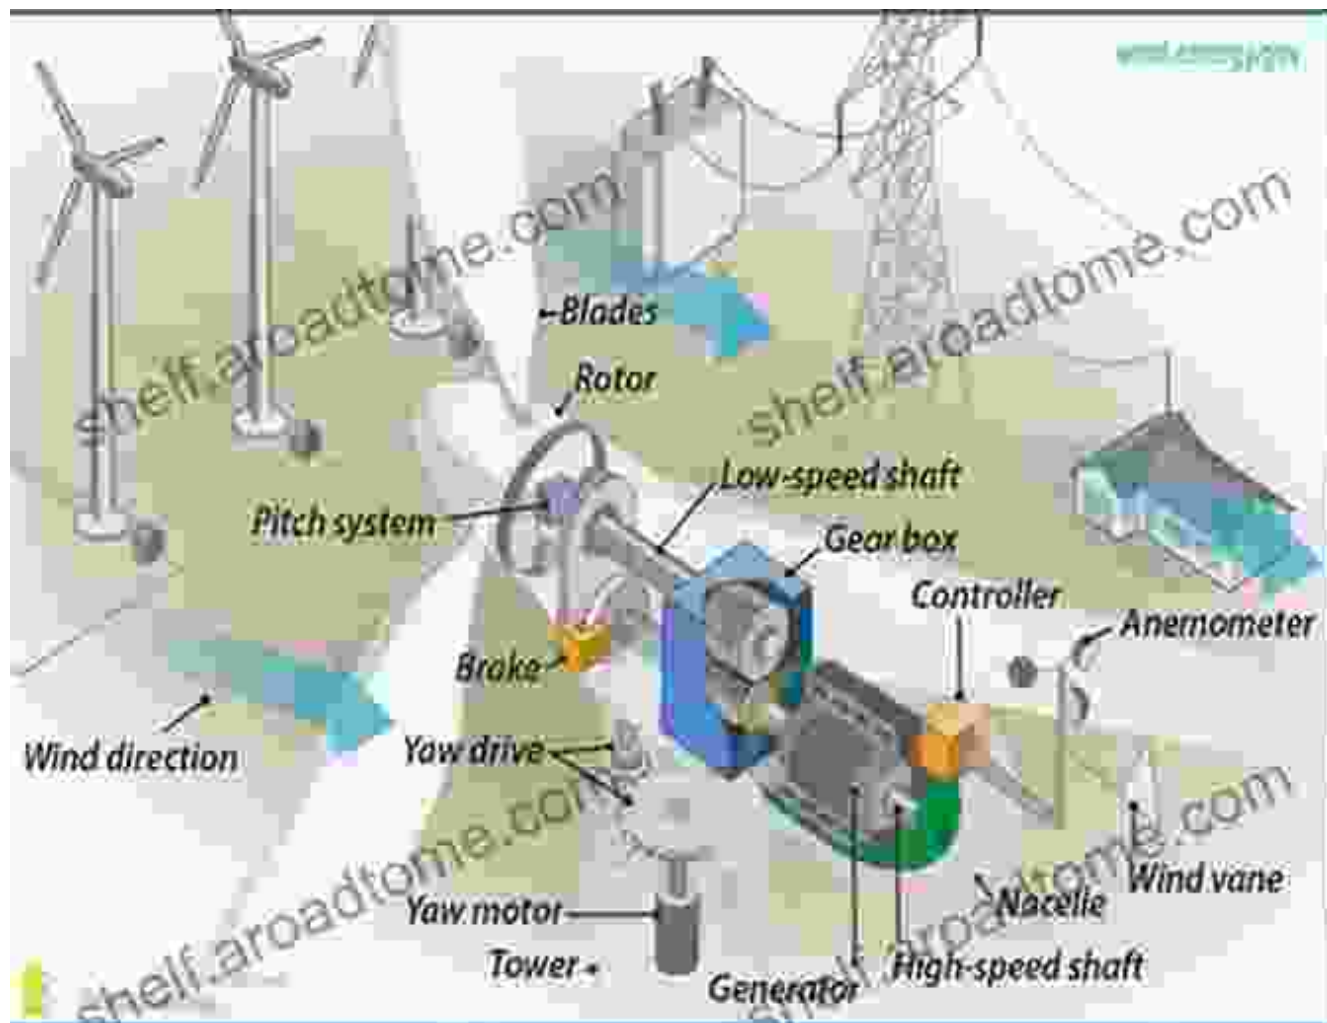 shelf.aroadtome.com
shelf.aroadtome.com
Blades
Rotor
Low-speed shaft
Pitch system
Gear box
Controller
Anemometer
Brake
Yaw drive
Wind direction
Wind vane
Nacelle
Yaw motor
Tower
High-speed shaft
Generator
shelf.aroadtome.com
shelf.aroadtome.com